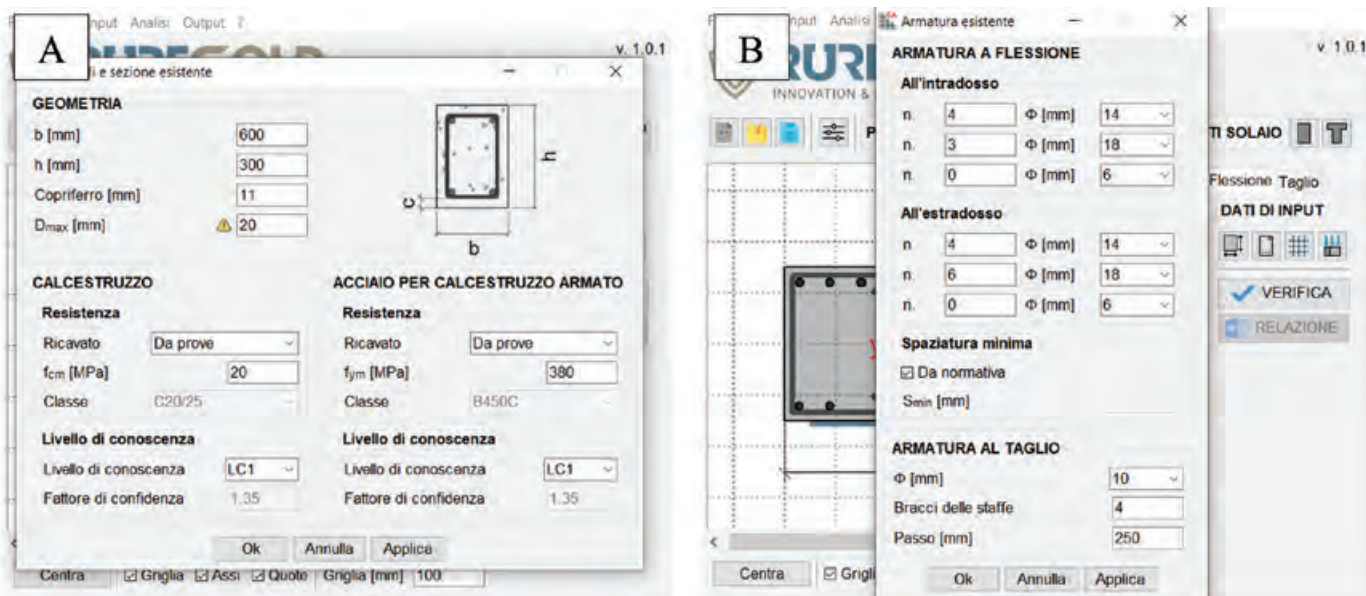 A
nput Analisi Output ?
v. 1.0.1
i e sezione esistente
GEOMETRIA
b [mm] 600
h [mm] 300
Copriferro [mm] 11
Dmax [mm] 20
h
c
b
CALCESTRUZZO
Resistenza
Ricavato Da prove
fcm [MPa] 20
Classe C20/25
Livello di conoscenza
Livello di conoscenza LC1
Fattore di confidenza 1.35
ACCIAIO PER CALCESTRUZZO ARMATO
Resistenza
Ricavato Da prove
fym [MPa] 380
Classe B450C
Livello di conoscenza
Livello di conoscenza LC1
Fattore di confidenza 1.35
Ok Annulla Applica
Centra Griglia Assi Quote Griglia [mm] 100
B
nput Analisi
RURE
INNOVATION &
v. 1.0.1
Armatura esistente
ARMATURA A FLESSIONE
All'intradosso
n. 4 Φ [mm] 14
n. 3 Φ [mm] 18
n. 0 Φ [mm] 6
All'estradosso
n 4 Φ [mm] 14
n. 6 Φ [mm] 18
n. 0 Φ [mm] 6
Spaziatura minima
Da normativa
Smin [mm]
ARMATURA AL TAGLIO
Φ [mm] 10
Bracci delle staffe 4
Passo [mm] 250
Ok Annulla Applica
P
TI SOLAIO
Flessione Taglio
DATI DI INPUT
VERIFICA
RELAZIONE
Centra Grigli